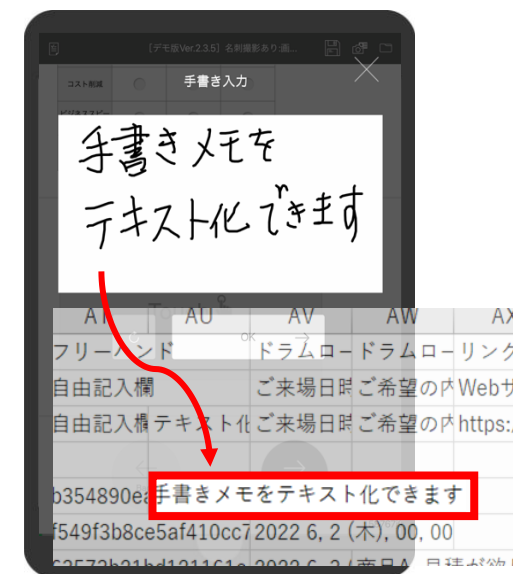 [デモ版Ver.2.3.5] 名刺撮影あり:画...
コスト削減
手書き入力
手書きメモを
テキスト化できます
AT AU AV AW AX
OK
フリーハンド ドラムロー ドラムロー リンク
自由記入欄 ご来場日時 ご希望の内 Webサ
自由記入欄 テキスト化 ご来場日時 ご希望の内 https:
b354890ea 手書きメモをテキスト化できます
f549f3b8ce5af410cc7 2022 6, 2 (木), 00, 00